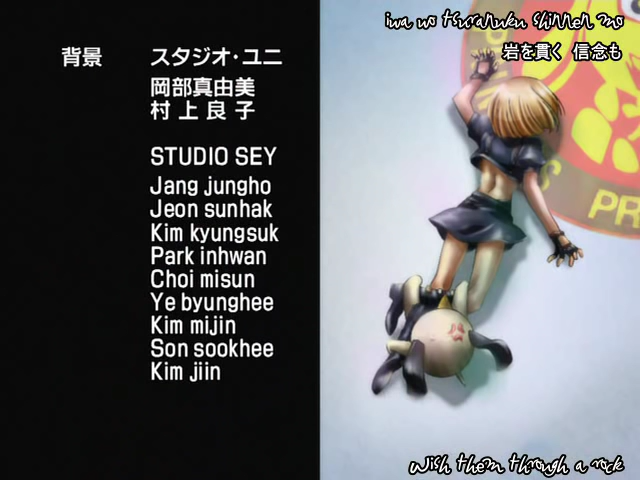 iwa wo tsuranuku shinnen mo
岩を貫く 信念も
背景 スタジオ・ユニ
岡部真由美
村上良子
STUDIO SEY
Jang jungho
Jeon sunhak
Kim kyungsuk
Park inhwan
Choi misun
Ye byunghee
Kim mijin
Son sookhee
Kim jiin
PR
wish them through a rock